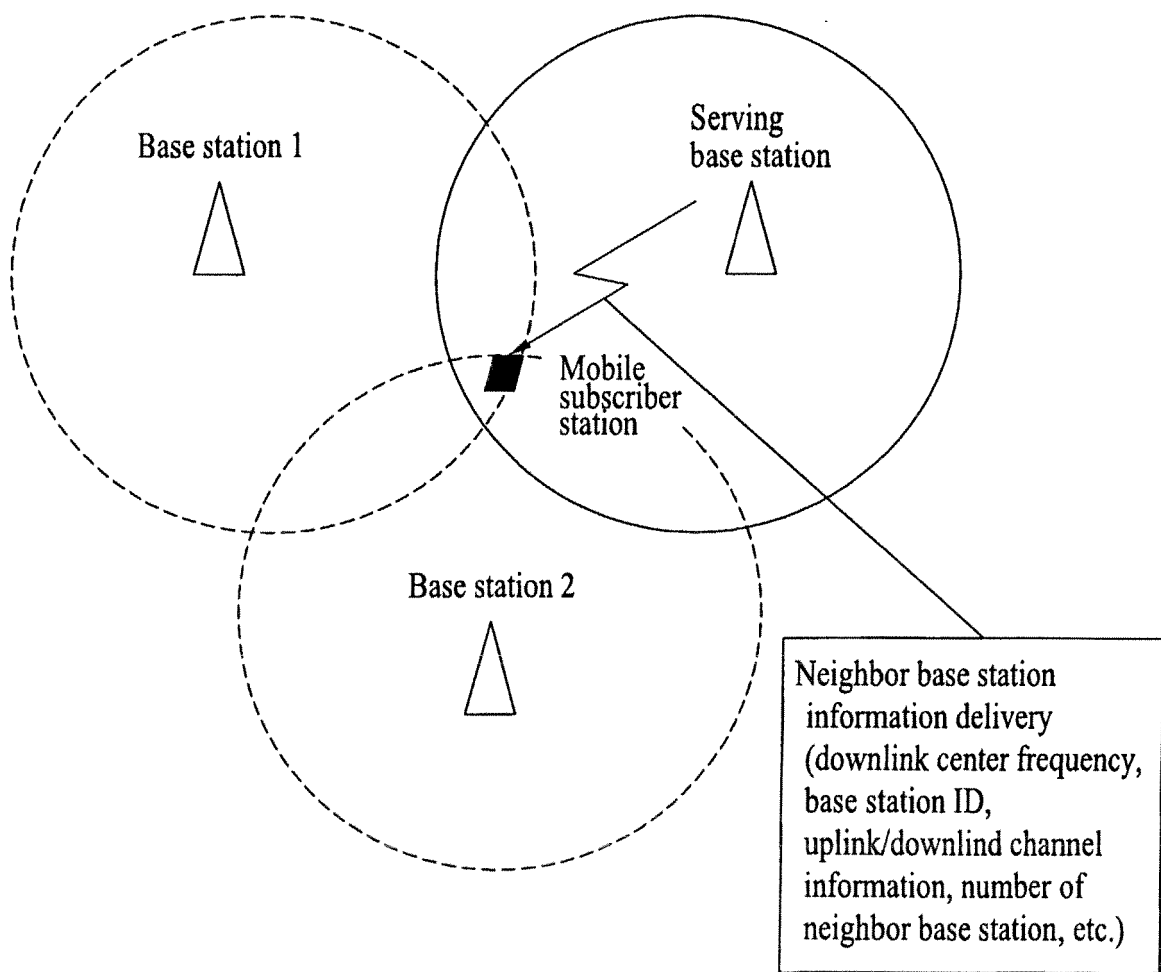 Base station 1
Serving
base station
Mobile
subscriber
station
Base station 2
Neighbor base station
information delivery
(downlink center frequency,
base station ID,
uplink/downlind channel
information, number of
neighbor base station, etc.)